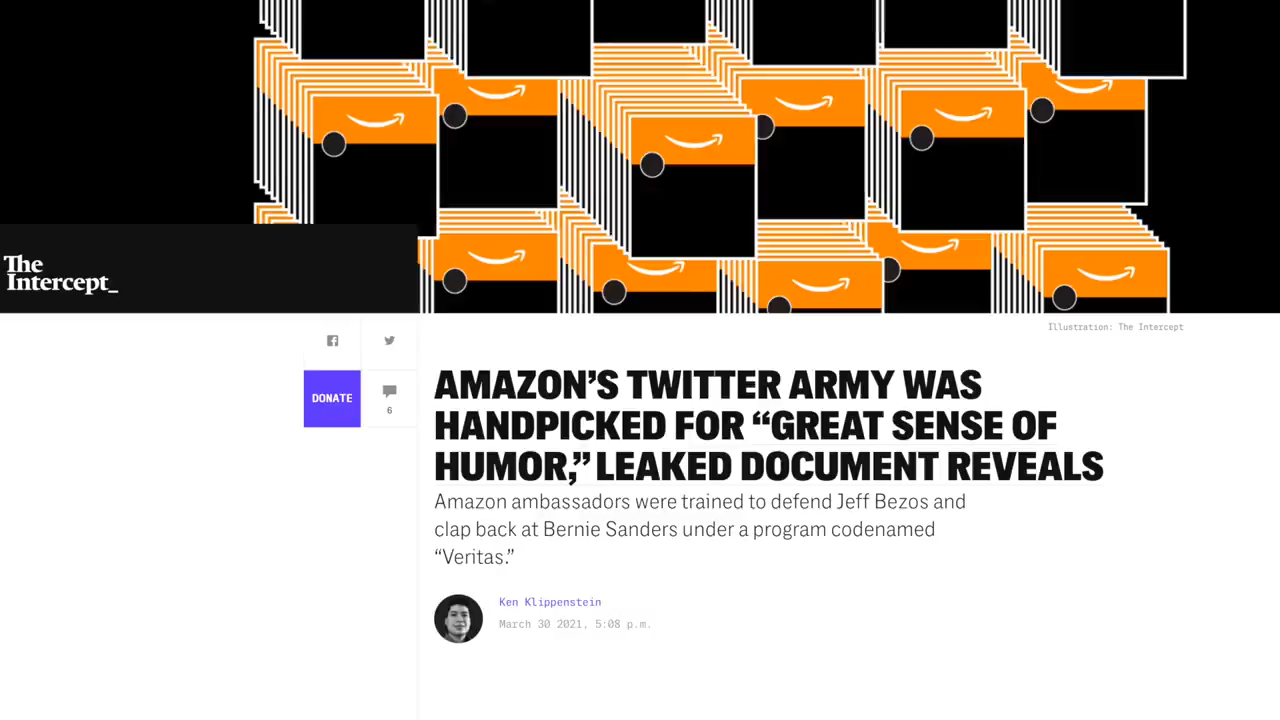 The
Intercept_
Illustration: The Intercept
DONATE
6
AMAZON’S TWITTER ARMY WAS
HANDPICKED FOR “GREAT SENSE OF
HUMOR,” LEAKED DOCUMENT REVEALS
Amazon ambassadors were trained to defend Jeff Bezos and
clap back at Bernie Sanders under a program codenamed
“Veritas.”
Ken Klippenstein
March 30 2021, 5:08 p.m.